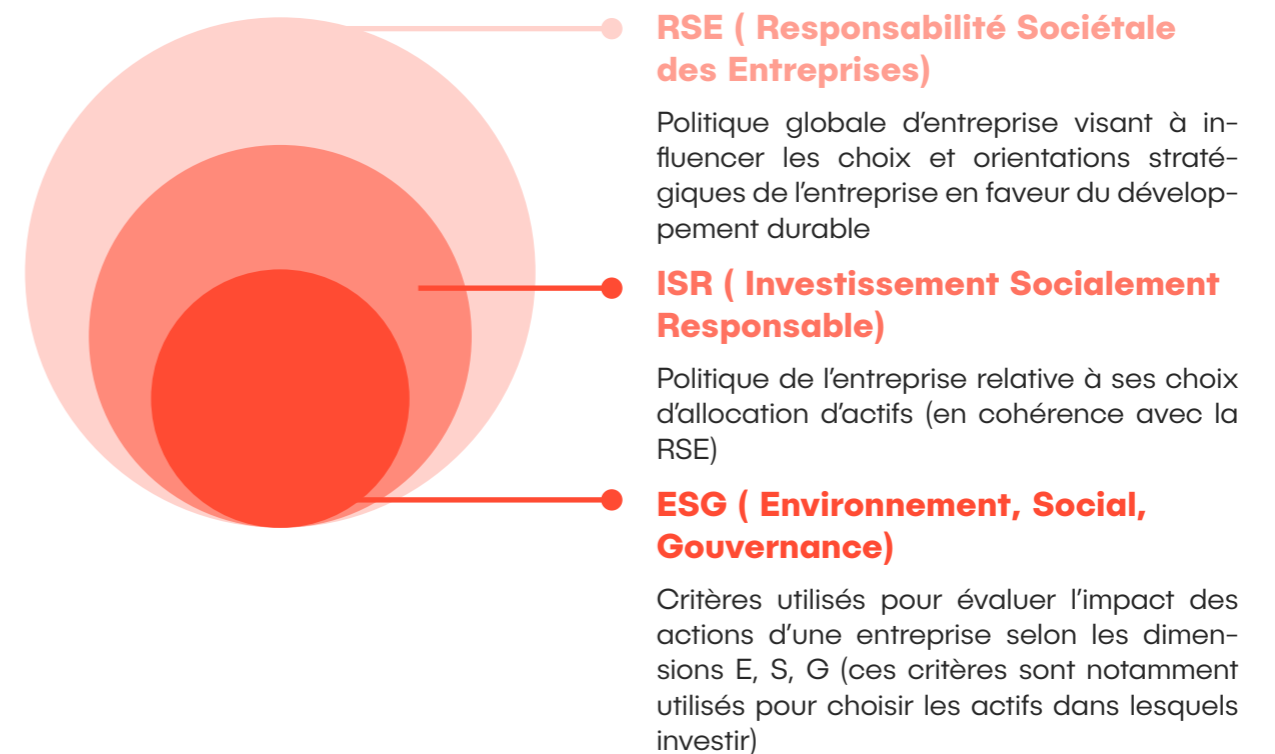 RSE ( Responsabilité Sociétale
des Entreprises)
Politique globale d’entreprise visant à in-
fluencer les choix et orientations straté-
giques de l’entreprise en faveur du dévelop-
pement durable
ISR ( Investissement Socialement
Responsable)
Politique de l’entreprise relative à ses choix
d’allocation d’actifs (en cohérence avec la
RSE)
ESG ( Environnement, Social,
Gouvernance)
Critères utilisés pour évaluer l’impact des
actions d’une entreprise selon les dimen-
sions E, S, G (ces critères sont notamment
utilisés pour choisir les actifs dans lesquels
investir)